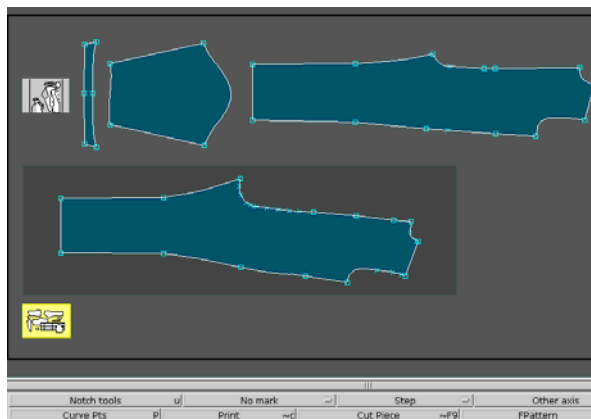 Notch tools u No mark Step Other axis
Curve Pts P Print ~c Cut Piece ~F9 FPattern